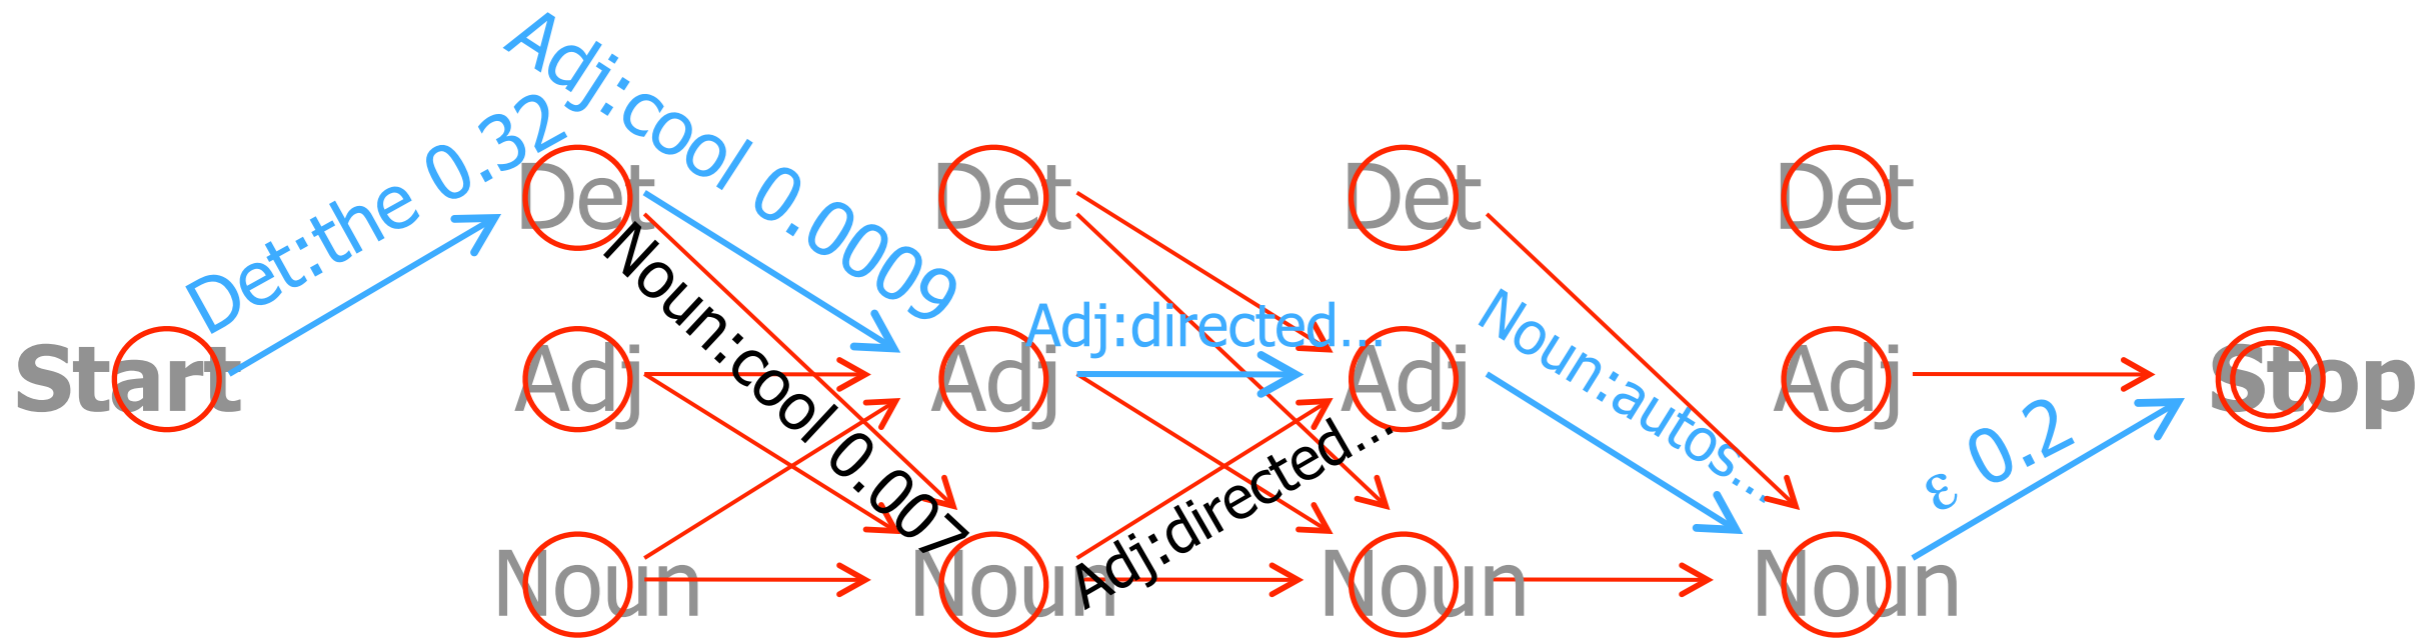 Adj:cool 0.0009
Det:the 0.32
Det Det Det Det
Noun:cool 0.007
Adj:directed...
Noun:autos...
Start Adj Adj Adj Adj Stop
Adj:directed...
ε 0.2
Noun Noun Noun Noun